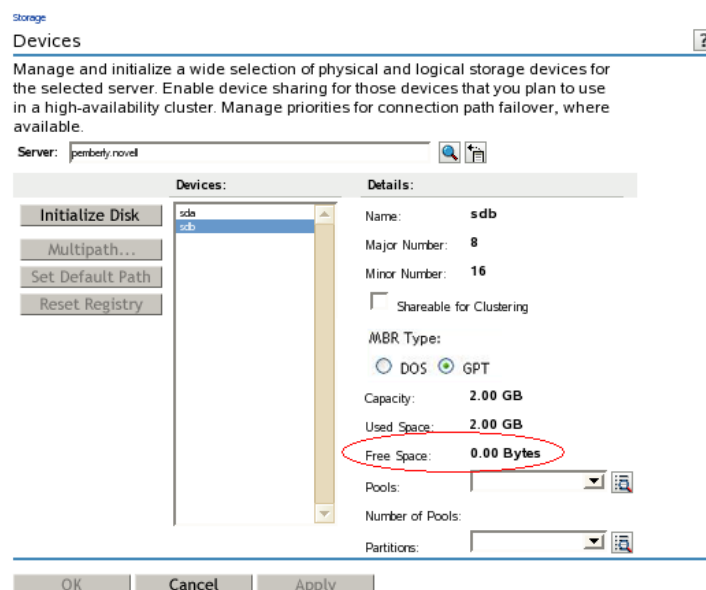 Storage
Devices
?
Manage and initialize a wide selection of physical and logical storage devices for
the selected server. Enable device sharing for those devices that you plan to use
in a high-availability cluster. Manage priorities for connection path failover, where
available.
Server: pemberly.novell
Devices: Details:
Initialize Disk
Multipath...
Set Default Path
Reset Registry
sda
sdb
Name: sdb
Major Number: 8
Minor Number: 16
Shareable for Clustering
MBR Type:
DOS GPT
Capacity: 2.00 GB
Used Space: 2.00 GB
Free Space: 0.00 Bytes
Pools:
Number of Pools:
Partitions:
OK Cancel Apply